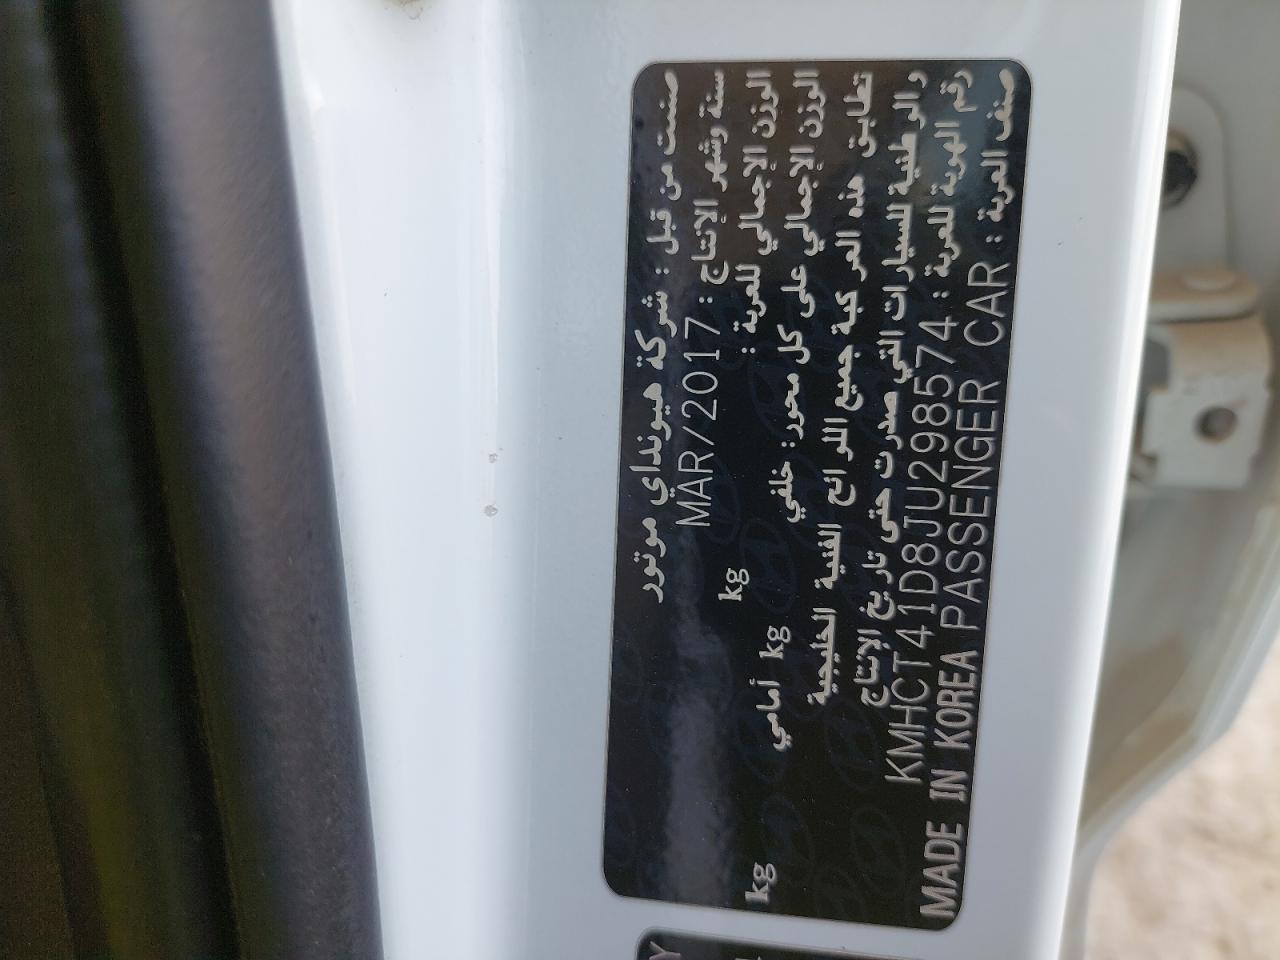 صنعت من قبل : شركة هيونداي موتور
سنة وشهر الإنتاج : MAR/2017
الوزن الإجمالي للعربة : kg
الوزن الإجمالي على كل محور: خلفي kg أمامي kg
تطابق هذه المركبة جميع اللوائح الفنية الخليجية
و الوطنية للسيارات التي صدرت حتى تاريخ الإنتاج
رقم الهوية للعربة : KMHCT41D8JU298574
صنف العربة : PASSENGER CAR
MADE IN KOREA